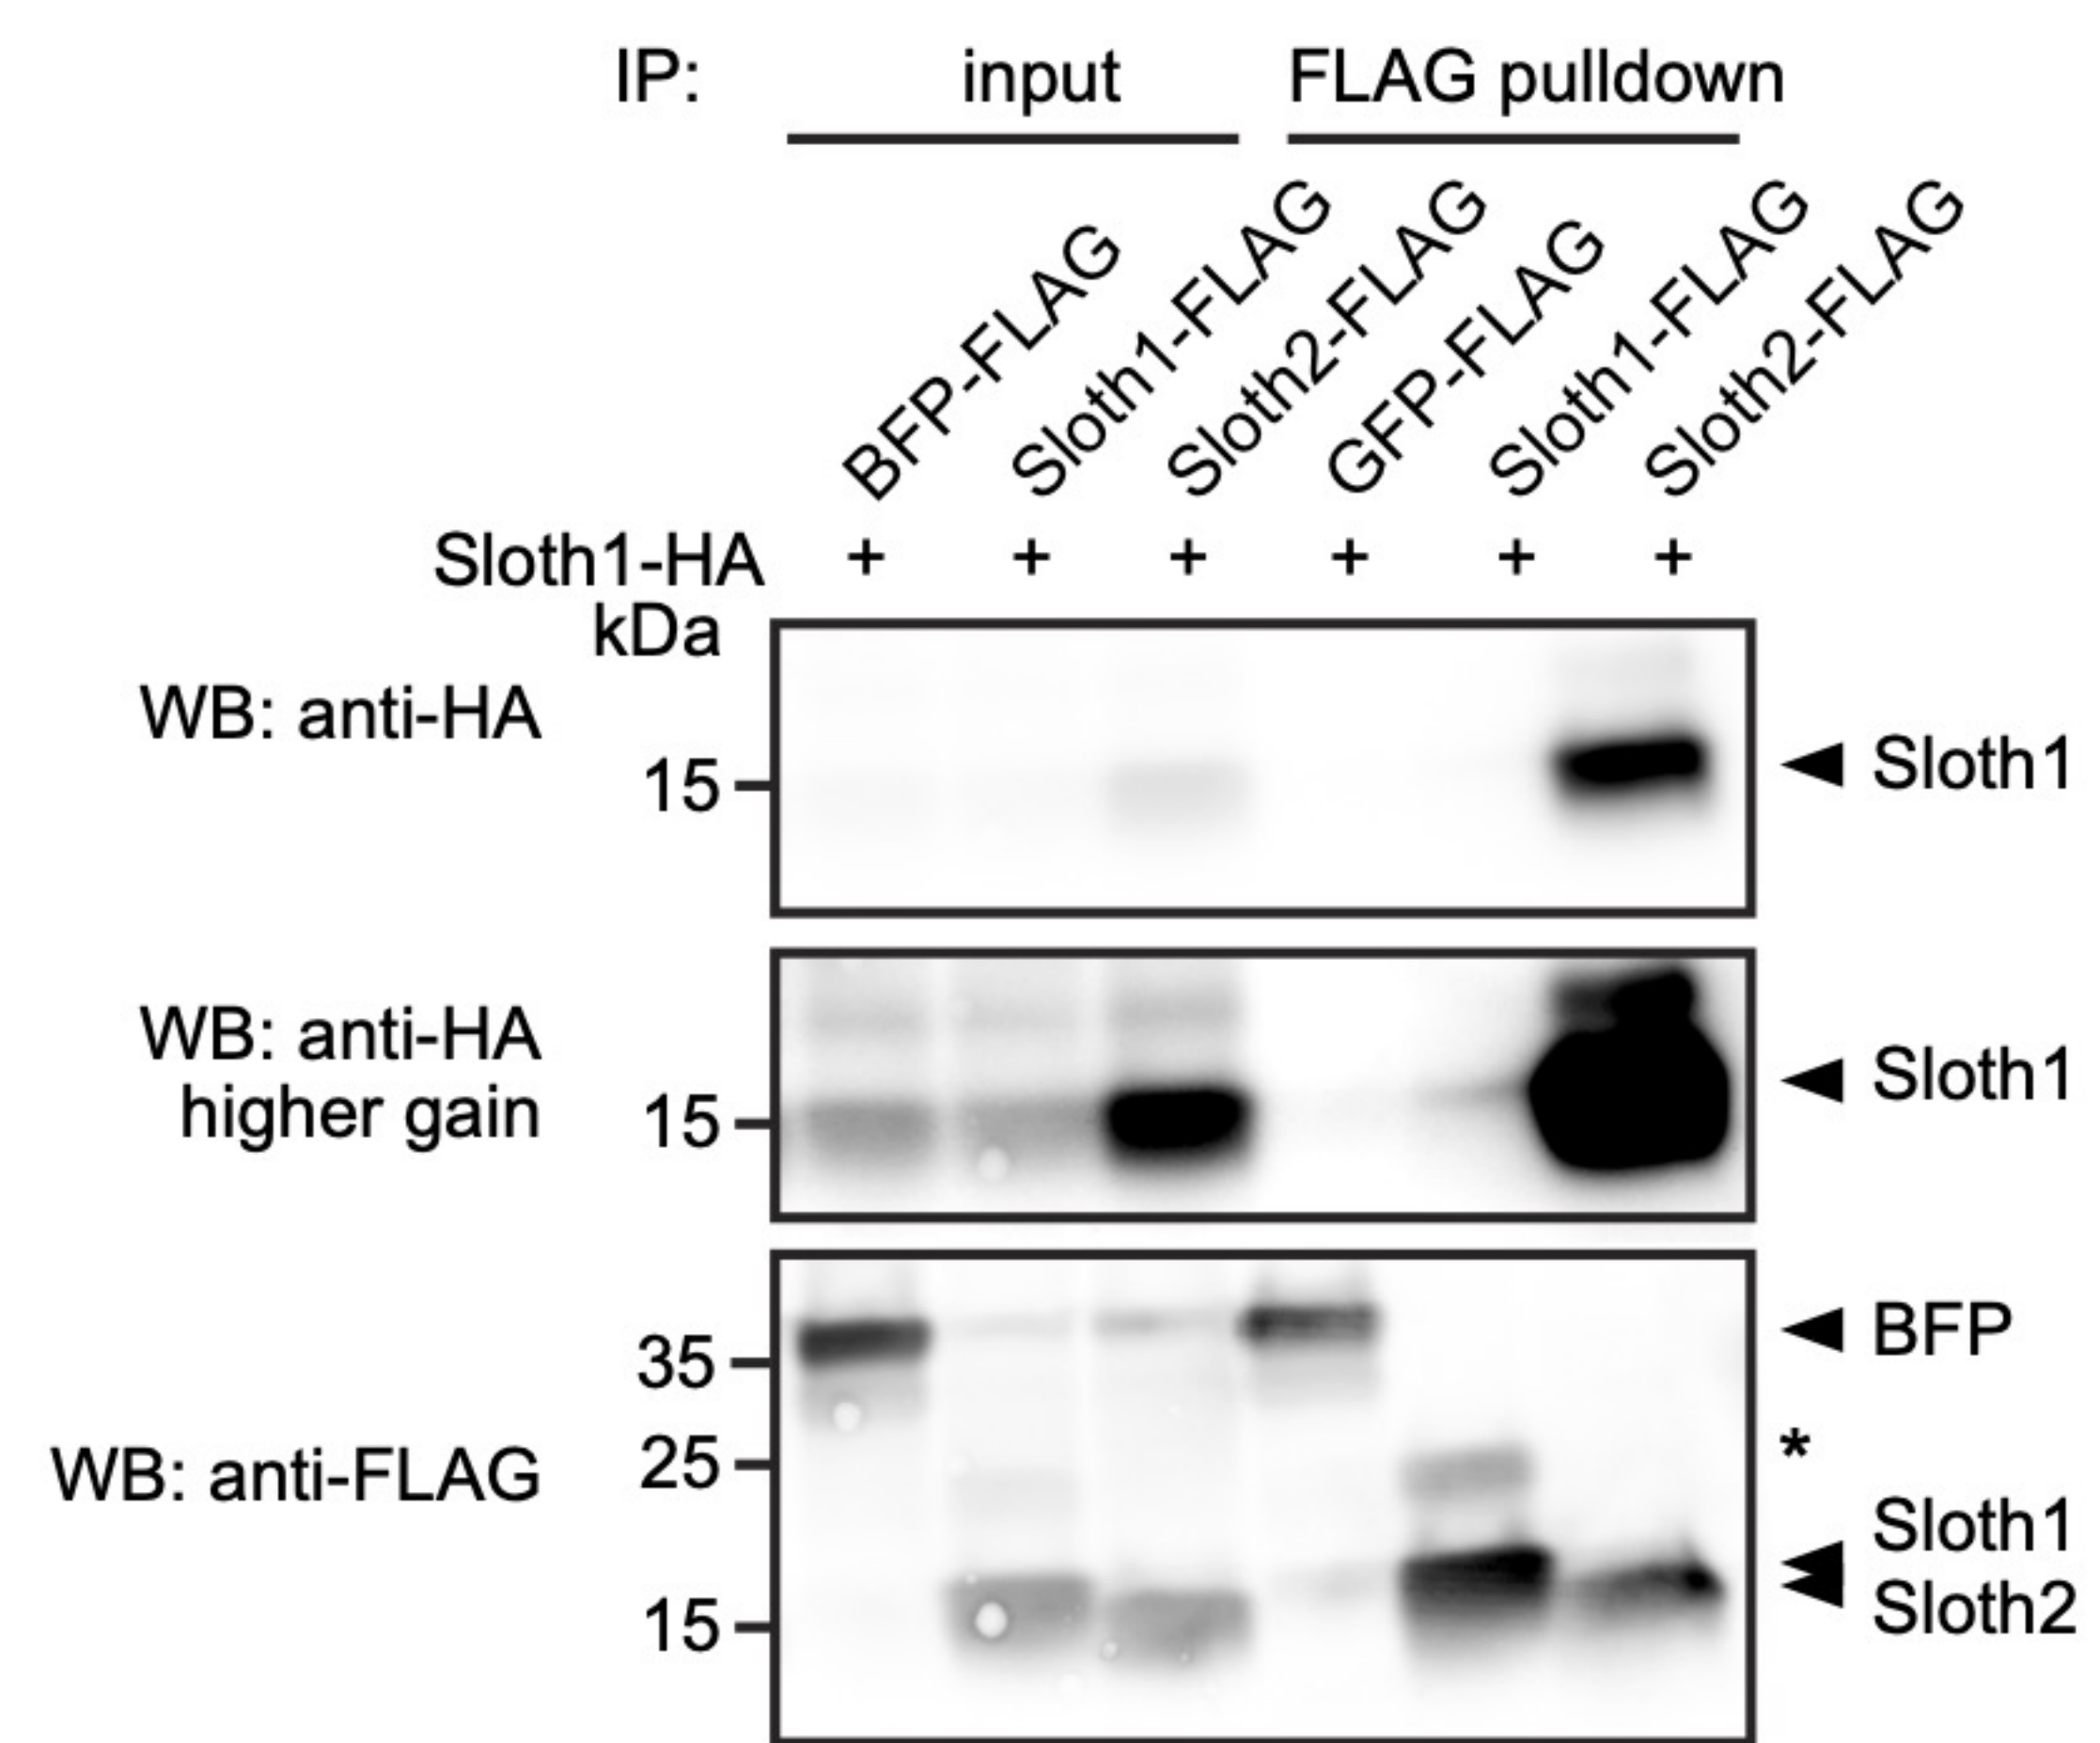 IP: input FLAG pulldown
BFP-FLAG Sloth1-FLAG Sloth2-FLAG GFP-FLAG Sloth1-FLAG Sloth2-FLAG
Sloth1-HA + + + + + +
kDa
WB: anti-HA
15
Sloth1
WB: anti-HA
higher gain
15
Sloth1
WB: anti-FLAG
35
25
15
BFP
*
Sloth1
Sloth2